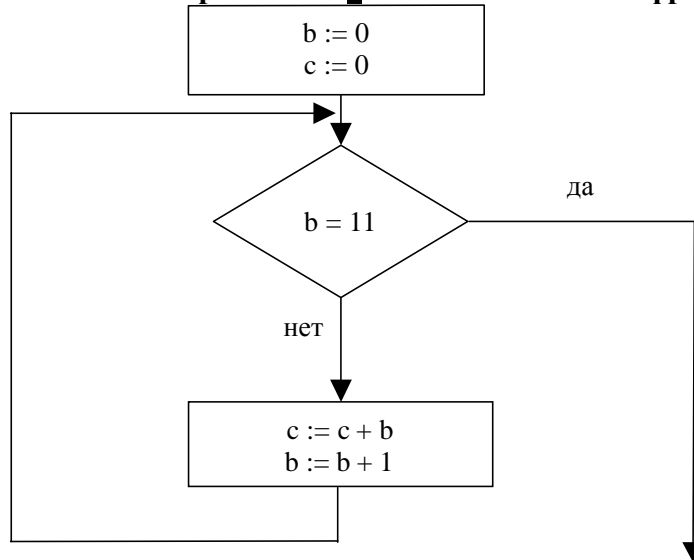 b := 0
c := 0
b = 11
да
нет
c := c + b
b := b + 1